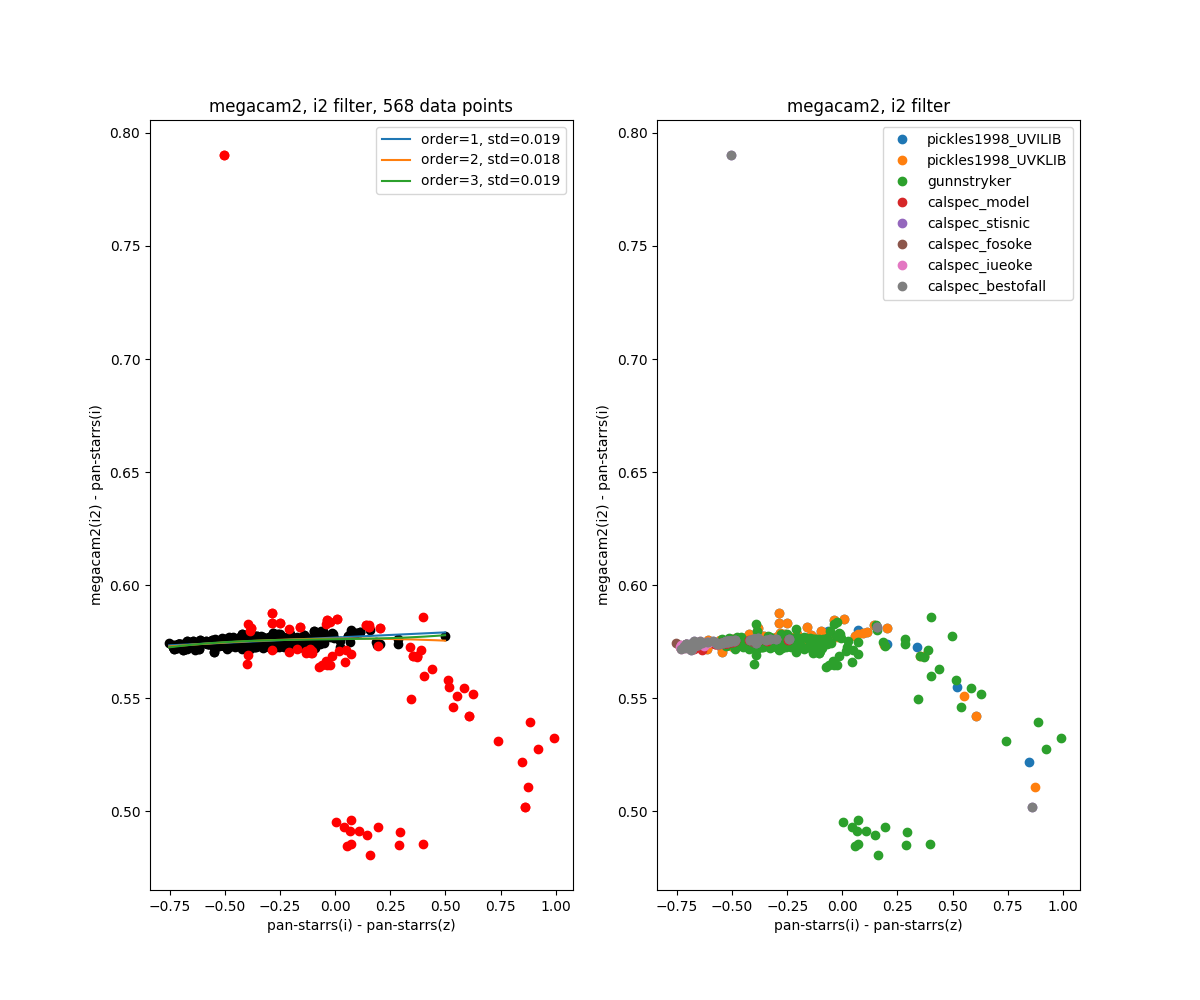 megacam2, i2 filter, 568 data points
order=1, std=0.019
order=2, std=0.018
order=3, std=0.019
0.80
0.75
0.70
0.65
0.60
0.55
0.50
megacam2(i2) - pan-starrs(i)
−0.75 −0.50 −0.25 0.00 0.25 0.50 0.75 1.00
pan-starrs(i) - pan-starrs(z)
megacam2, i2 filter
pickles1998_UVILIB
pickles1998_UVKLIB
gunnstryker
calspec_model
calspec_stisnic
calspec_fosoke
calspec_iueoke
calspec_bestofall
0.80
0.75
0.70
0.65
0.60
0.55
0.50
megacam2(i2) - pan-starrs(i)
−0.75 −0.50 −0.25 0.00 0.25 0.50 0.75 1.00
pan-starrs(i) - pan-starrs(z)